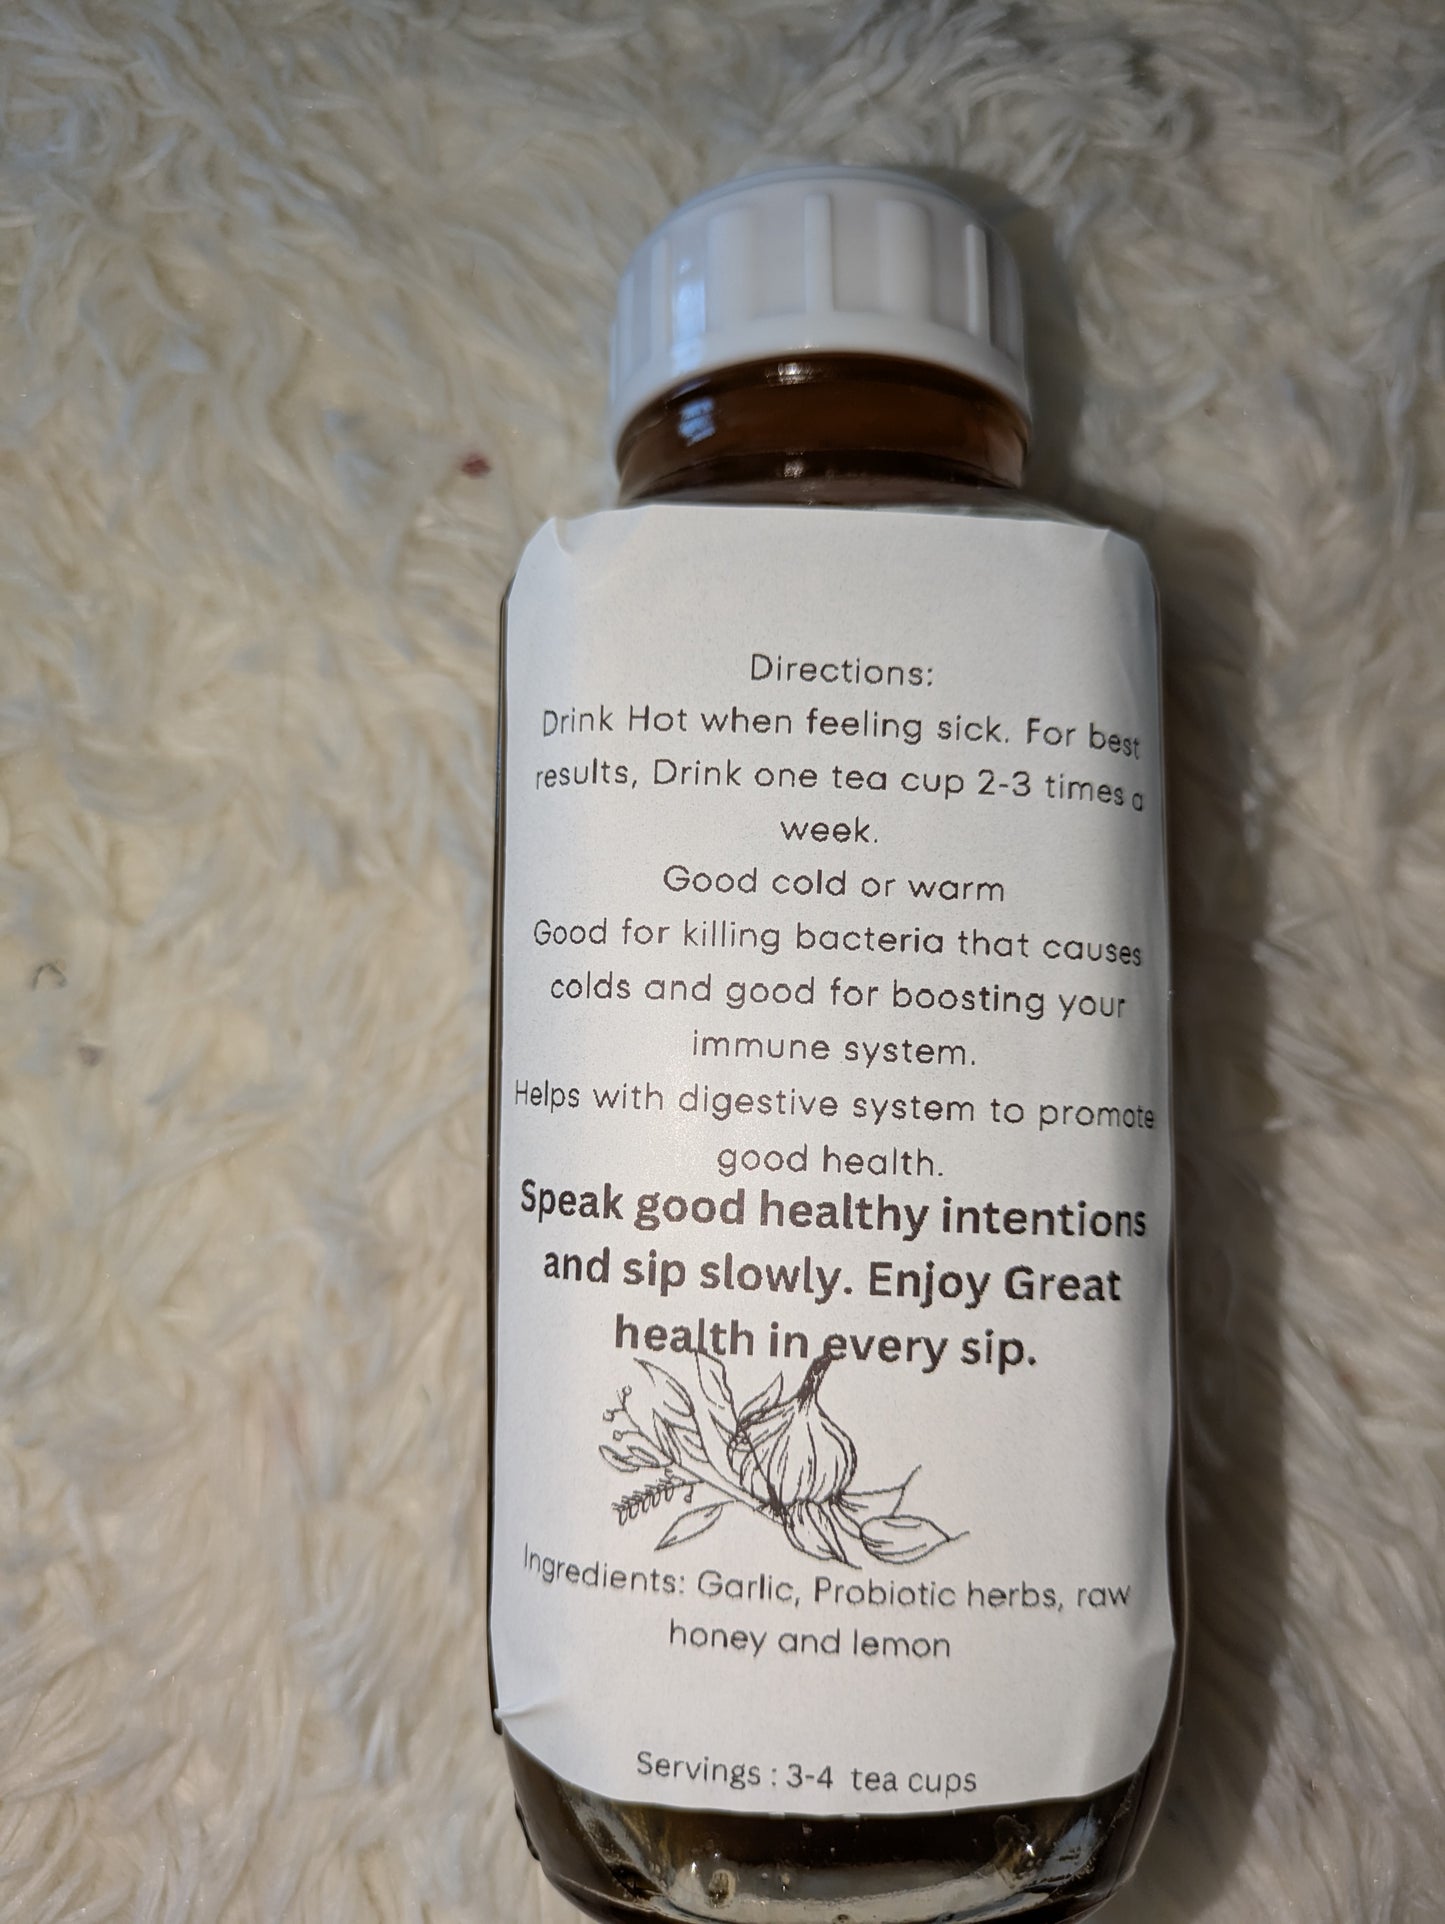 Directions:
Drink Hot when feeling sick. For best
results, Drink one tea cup 2-3 times a
week.
Good cold or warm
Good for killing bacteria that causes
colds and good for boosting your
immune system.
Helps with digestive system to promote
good health.
Speak good healthy intentions
and sip slowly. Enjoy Great
health in every sip.
Ingredients: Garlic, Probiotic herbs, raw
honey and lemon
Servings : 3-4 tea cups